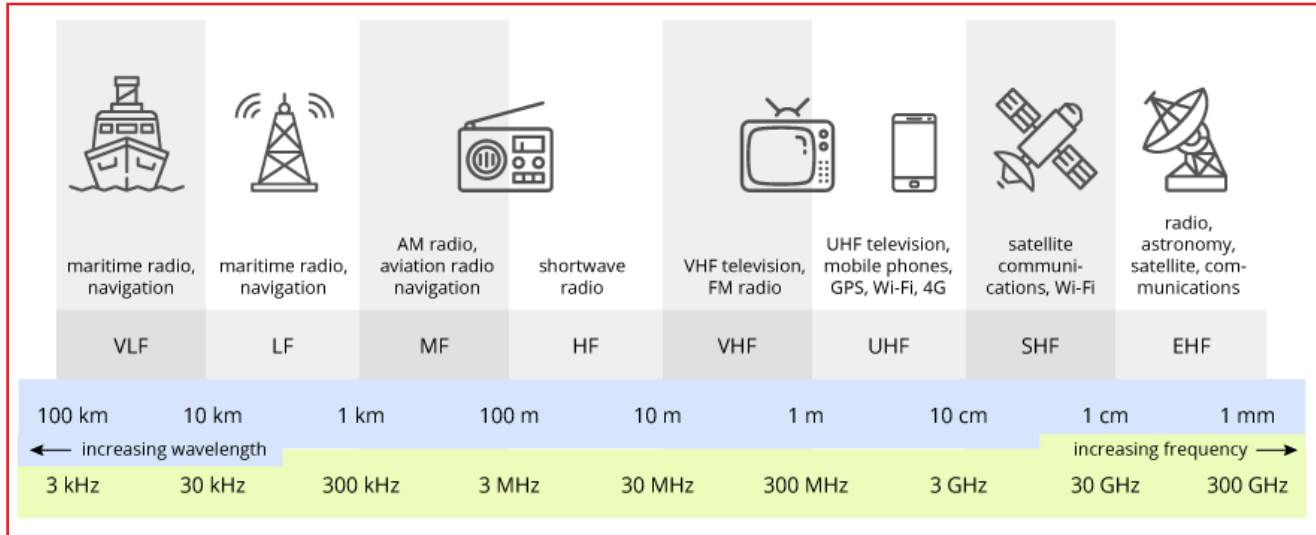 maritime radio,
navigation
maritime radio,
navigation
AM radio,
aviation radio
navigation
shortwave
radio
VHF television,
FM radio
UHF television,
mobile phones,
GPS, Wi-Fi, 4G
satellite
communi-
cations, Wi-Fi
radio,
astronomy,
satellite, com-
munications
VLF LF MF HF VHF UHF SHF EHF
100 km 10 km 1 km 100 m 10 m 1 m 10 cm 1 cm 1 mm
← increasing wavelength increasing frequency →
3 kHz 30 kHz 300 kHz 3 MHz 30 MHz 300 MHz 3 GHz 30 GHz 300 GHz